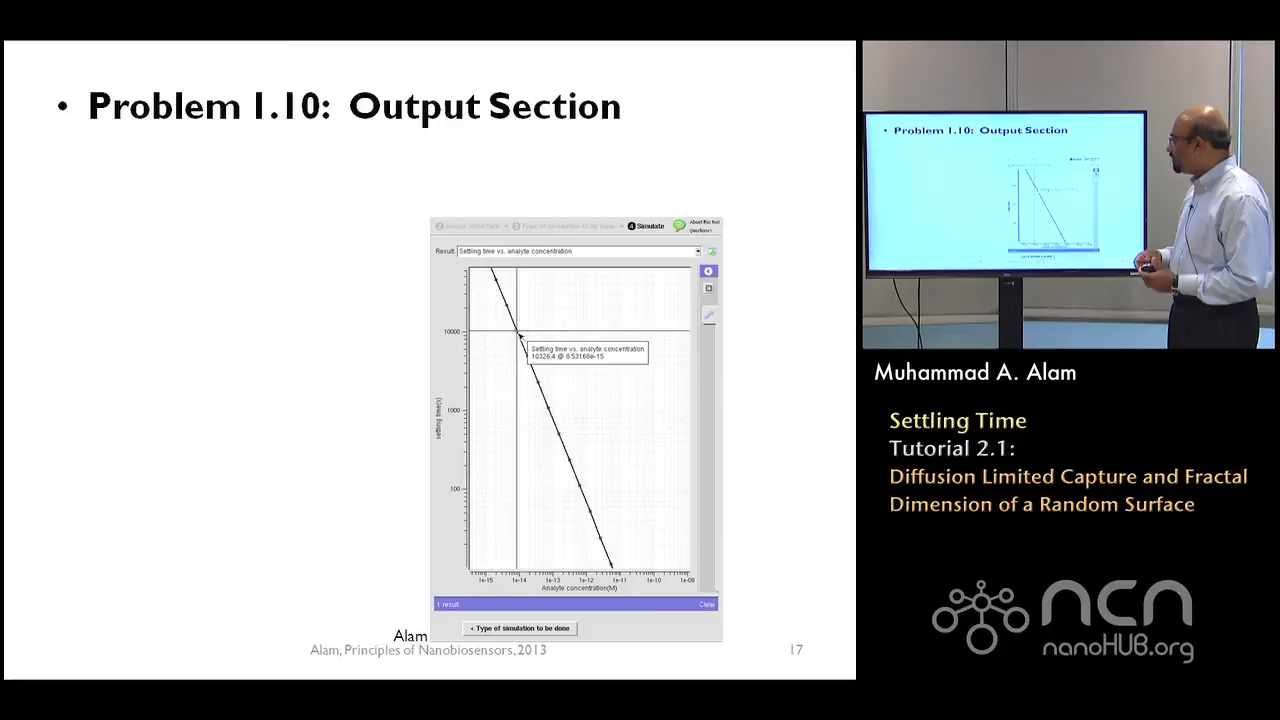 • Problem 1.10: Output Section
4 Simulate
About this tool
Questions?
Result: Settling time vs. analyte concentration
10000
Settling time vs. analyte concentration
10326.4 @ 8.53168e-15
settling time(s)
1000
100
1e-15 1e-14 1e-13 1e-12 1e-11 1e-10 1e-09
Analyte concentration(M)
1 result
Clear
< Type of simulation to be done
Alam
Alam, Principles of Nanobiosensors, 2013
17
• Problem 1.10: Output Section
Muhammad A. Alam
Settling Time
Tutorial 2.1:
Diffusion Limited Capture and Fractal
Dimension of a Random Surface
ncn
nanoHUB.org